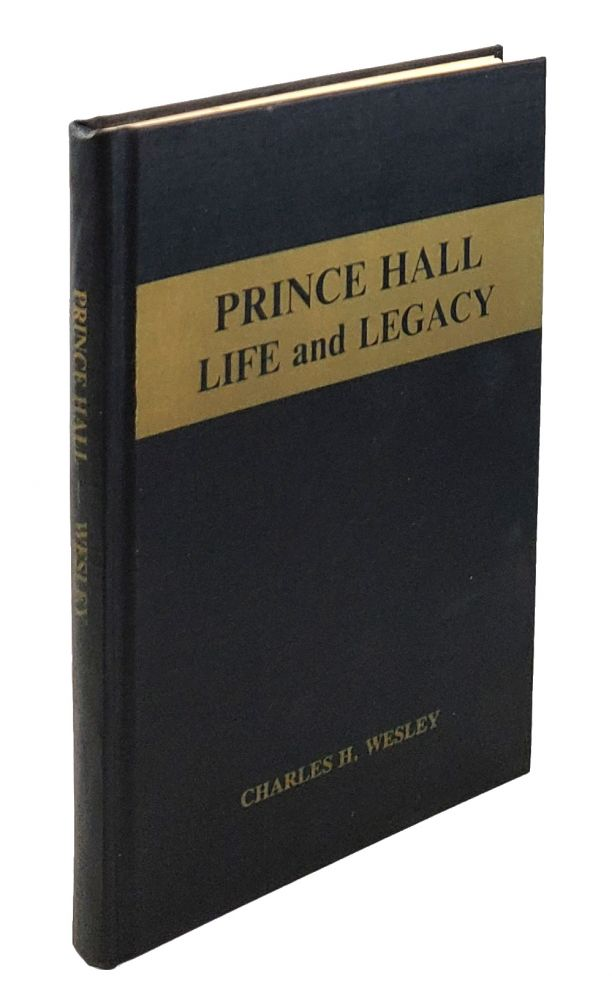 PRINCE HALL
LIFE and LEGACY
CHARLES H. WESLEY
PRINCE HALL — WESLEY